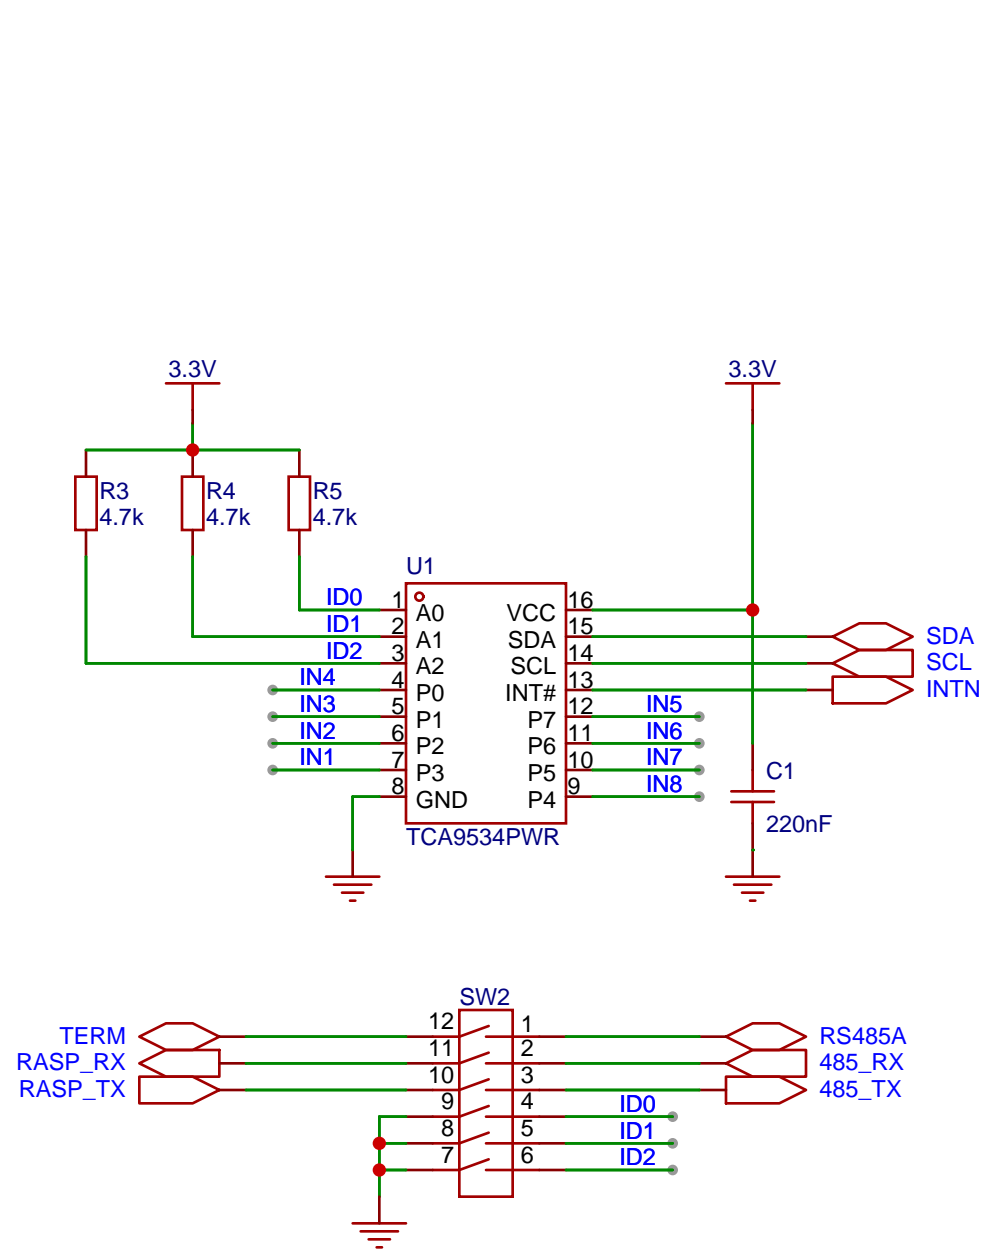 3.3V
3.3V
R3
4.7k
R4
4.7k
R5
4.7k
U1
ID0 1 A0 VCC 16
ID1 2 A1 SDA 15 SDA
ID2 3 A2 SCL 14 SCL
IN4 4 P0 INT# 13 INTN
IN3 5 P1 P7 12 IN5
IN2 6 P2 P6 11 IN6
IN1 7 P3 P5 10 IN7
8 GND P4 9 IN8
TCA9534PWR
C1
220nF
SW2
TERM 12 1 RS485A
RASP_RX 11 2 485_RX
RASP_TX 10 3 485_TX
9 4 ID0
8 5 ID1
7 6 ID2